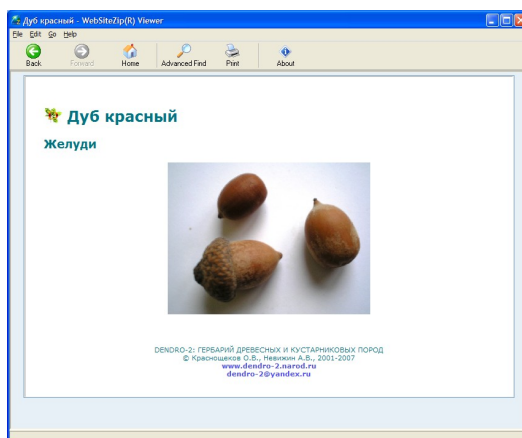 Дуб красный - WebSiteZip(R) Viewer
File Edit Go Help
Back Forward Home Advanced Find Print About
Дуб красный
Желуди
DENDRO-2: ГЕРБАРИЙ ДРЕВЕСНЫХ И КУСТАРНИКОВЫХ ПОРОД
© Краснощеков О.В., Невижин А.В., 2001-2007
www.dendro-2.narod.ru
dendro-2@yandex.ru